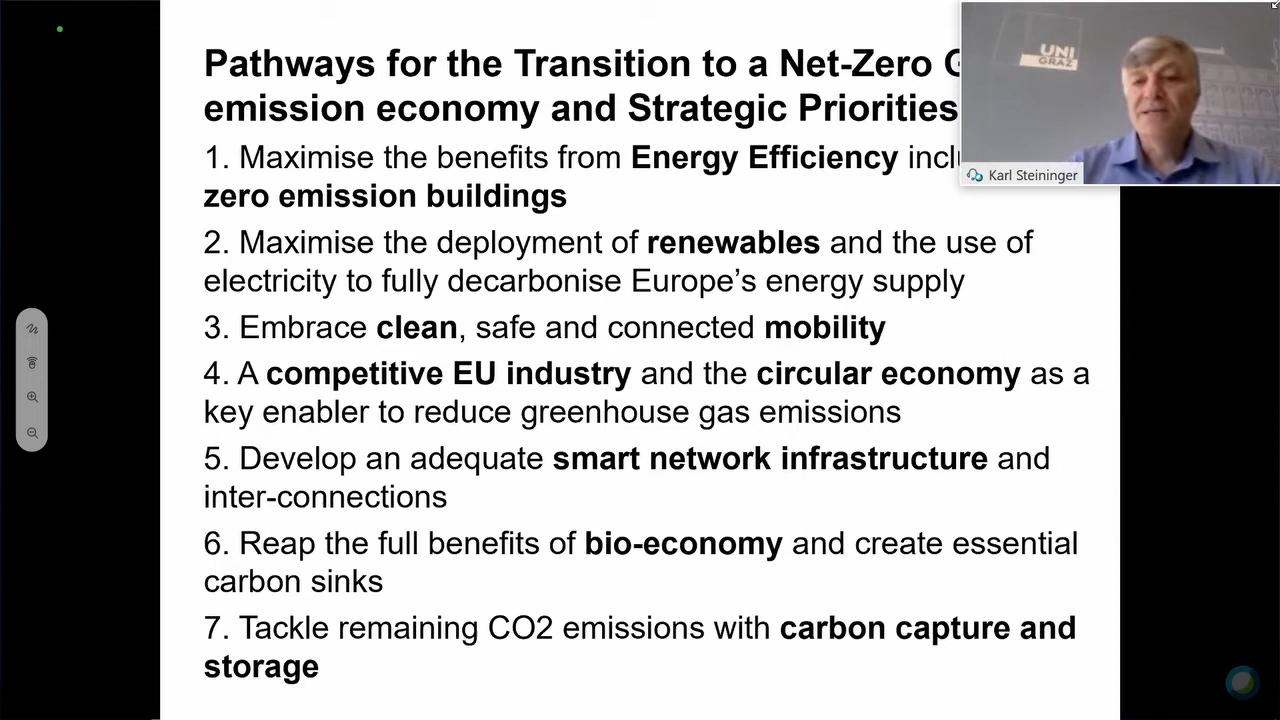 Pathways for the Transition to a Net-Zero
emission economy and Strategic Priorities
1. Maximise the benefits from Energy Efficiency
zero emission buildings
2. Maximise the deployment of renewables and the use of
electricity to fully decarbonise Europe’s energy supply
3. Embrace clean, safe and connected mobility
4. A competitive EU industry and the circular economy as a
key enabler to reduce greenhouse gas emissions
5. Develop an adequate smart network infrastructure and
inter-connections
6. Reap the full benefits of bio-economy and create essential
carbon sinks
7. Tackle remaining CO2 emissions with carbon capture and
storage
UNI
GRAZ
Karl Steininger